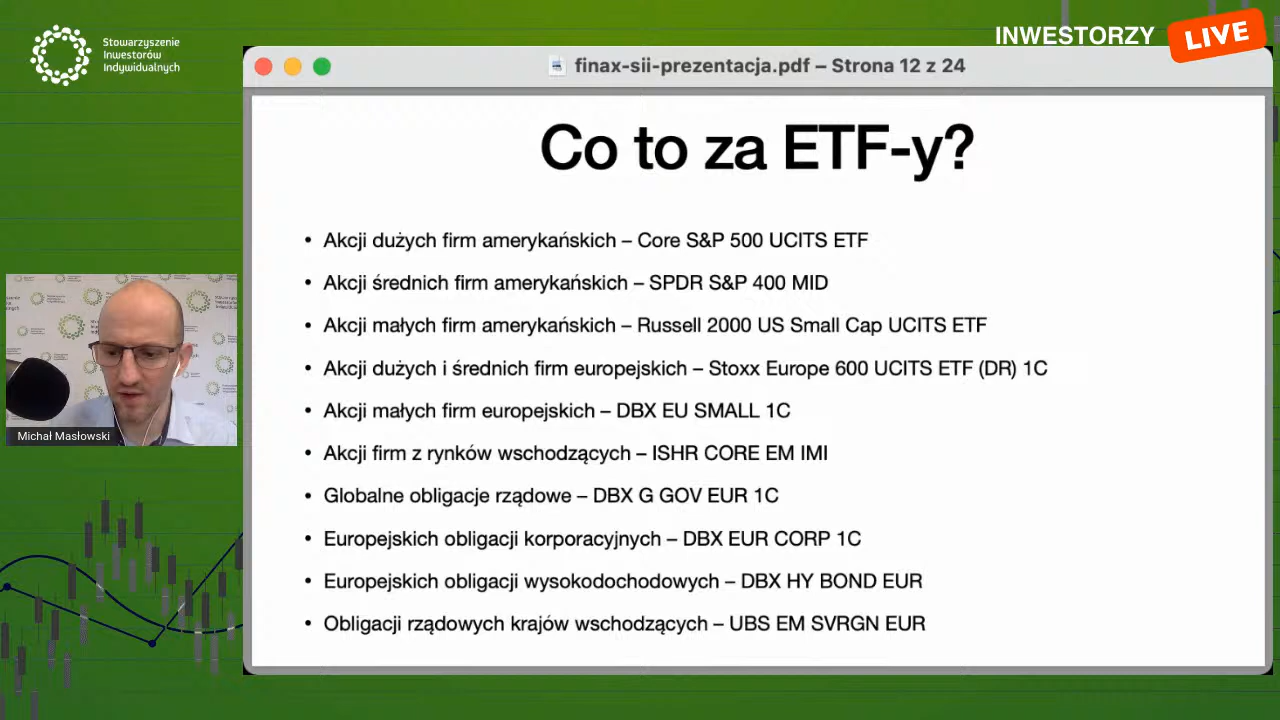 Stowarzyszenie
Inwestorów
Indywidualnych
INWESTORZY LIVE
finax-sii-prezentacja.pdf – Strona 12 z 24
Co to za ETF-y?
• Akcji dużych firm amerykańskich – Core S&P 500 UCITS ETF
• Akcji średnich firm amerykańskich – SPDR S&P 400 MID
• Akcji małych firm amerykańskich – Russell 2000 US Small Cap UCITS ETF
• Akcji dużych i średnich firm europejskich – Stoxx Europe 600 UCITS ETF (DR) 1C
• Akcji małych firm europejskich – DBX EU SMALL 1C
• Akcji firm z rynków wschodzących – ISHR CORE EM IMI
• Globalne obligacje rządowe – DBX G GOV EUR 1C
• Europejskich obligacji korporacyjnych – DBX EUR CORP 1C
• Europejskich obligacji wysokodochodowych – DBX HY BOND EUR
• Obligacji rządowych krajów wschodzących – UBS EM SVRGN EUR
Michał Masłowski